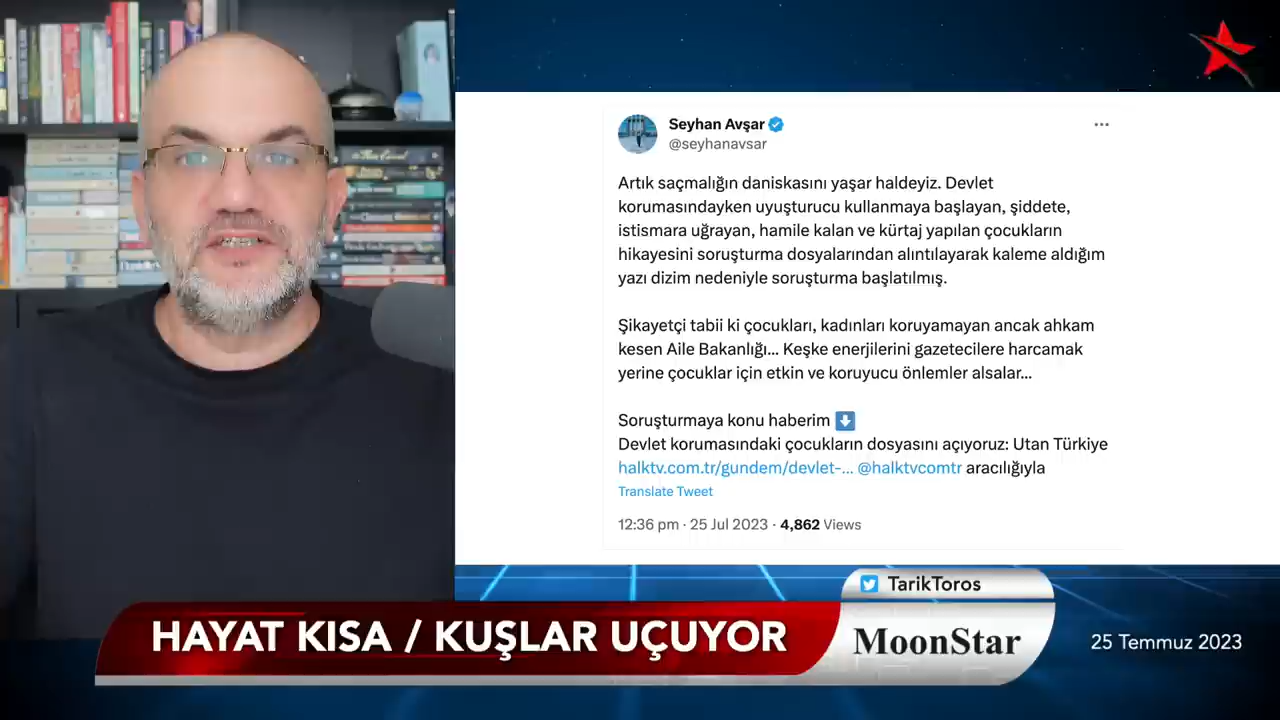 Seyhan Avşar
@seyhanavsar
Artık saçmalığın daniskasını yaşar haldeyiz. Devlet
korumasındayken uyuşturucu kullanmaya başlayan, şiddete,
istismara uğrayan, hamile kalan ve kürtaj yapılan çocukların
hikayesini soruşturma dosyalarından alıntılayarak kaleme aldığım
yazı dizim nedeniyle soruşturma başlatılmış.
Şikayetçi tabii ki çocukları, kadınları koruyamayan ancak ahkam
kesen Aile Bakanlığı... Keşke enerjilerini gazetecilere harcamak
yerine çocuklar için etkin ve koruyucu önlemler alsalar...
Soruşturmaya konu haberim ⬇️
Devlet korumasındaki çocukların dosyasını açıyoruz: Utan Türkiye
halktv.com.tr/gundem/devlet-... @halktvcomtr aracılığıyla
Translate Tweet
12:36 pm · 25 Jul 2023 · 4,862 Views
TarikToros
HAYAT KISA / KUŞLAR UÇUYOR
MoonStar
25 Temmuz 2023